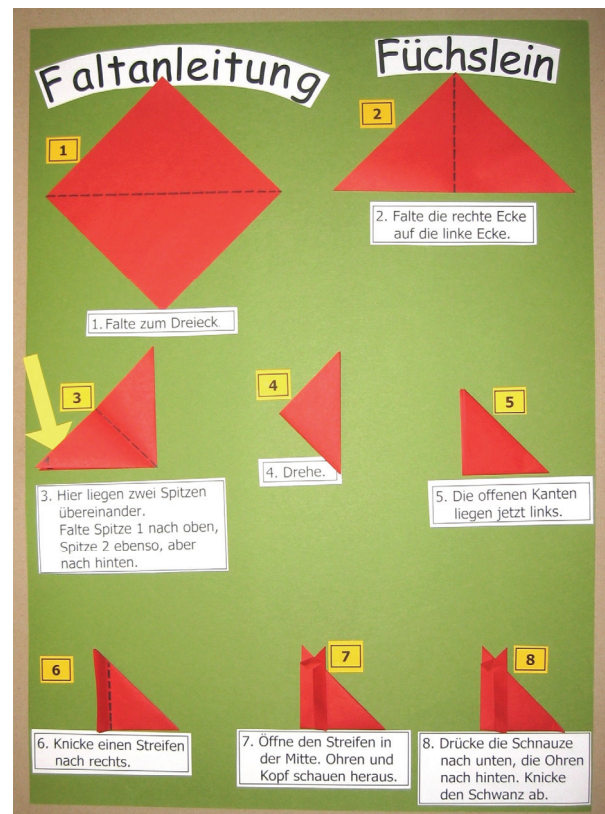 Faltanleitung
Füchslein
1
2
2. Falte die rechte Ecke
auf die linke Ecke.
1. Falte zum Dreieck.
3
4
5
4. Drehe.
3. Hier liegen zwei Spitzen
übereinander.
Falte Spitze 1 nach oben,
Spitze 2 ebenso, aber
nach hinten.
5. Die offenen Kanten
liegen jetzt links.
6
7
8
6. Knicke einen Streifen
nach rechts.
7. Öffne den Streifen in
der Mitte. Ohren und
Kopf schauen heraus.
8. Drücke die Schnauze
nach unten, die Ohren
nach hinten. Knicke
den Schwanz ab.